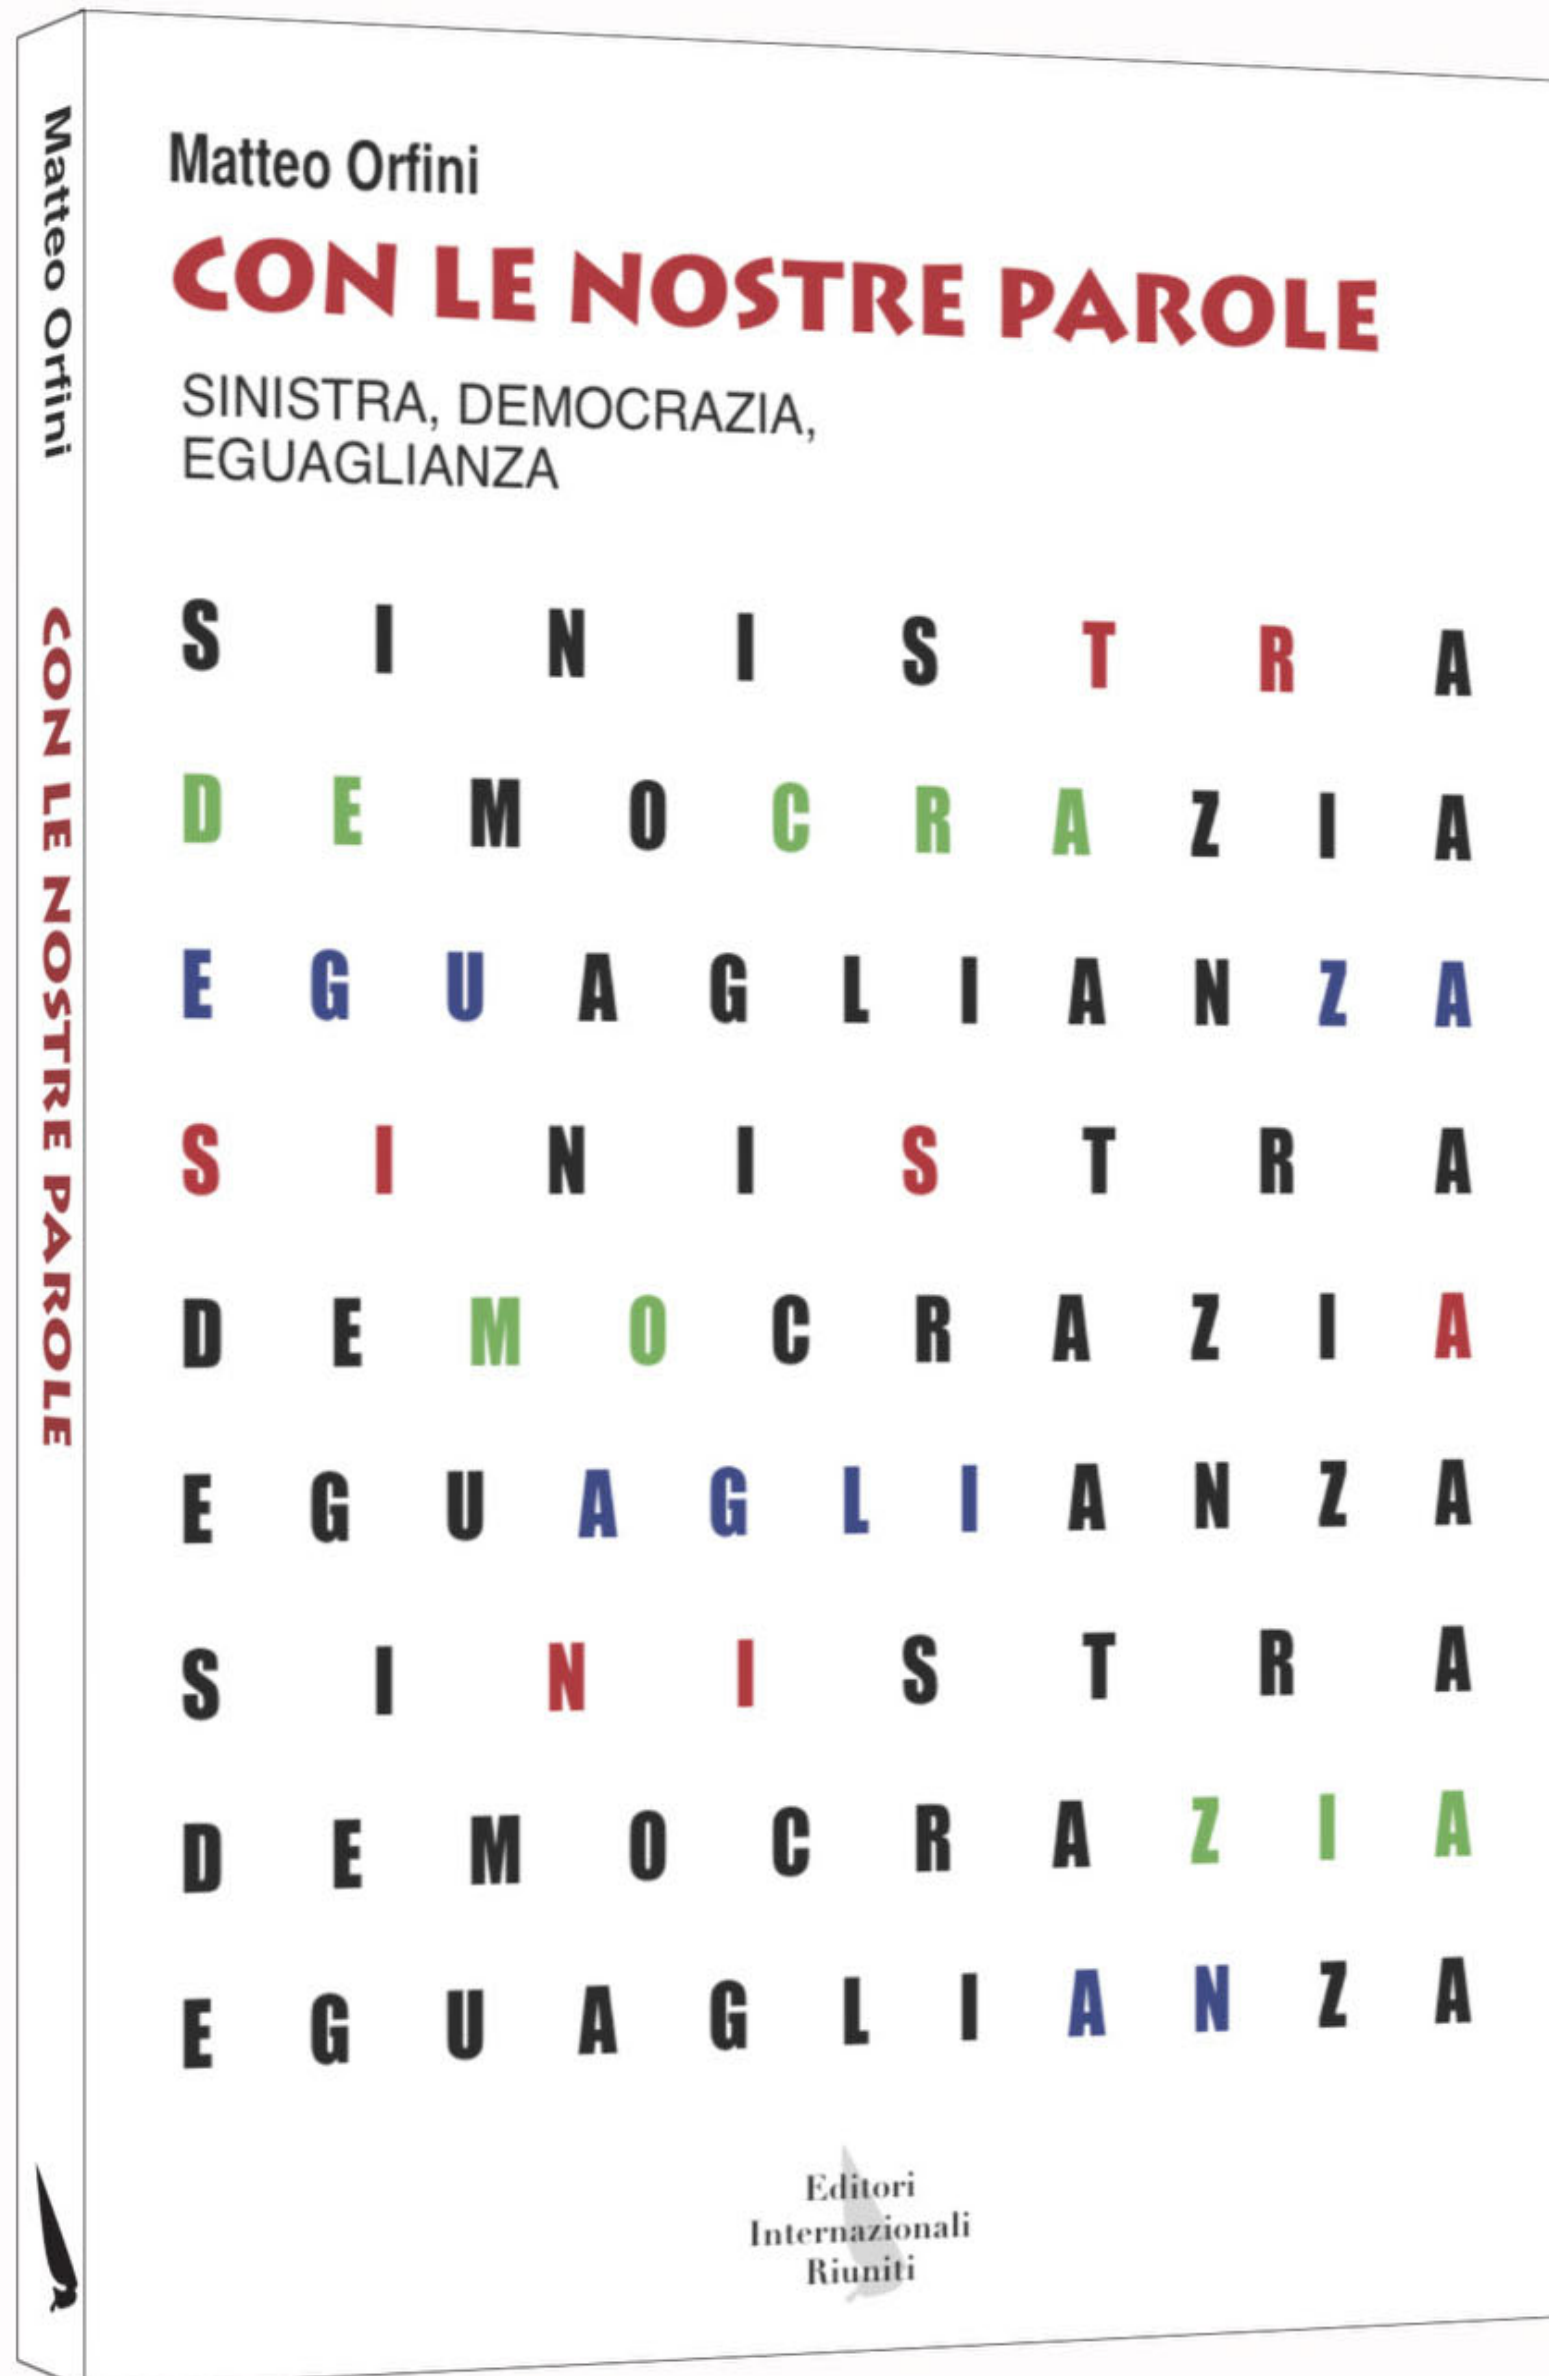 Matteo Orfini
CON LE NOSTRE PAROLE
Matteo Orfini
CON LE NOSTRE PAROLE
SINISTRA, DEMOCRAZIA,
EGUAGLIANZA
S I N I S T R A
D E M O C R A Z I A
E G U A G L I A N Z A
S I N I S T R A
D E M O C R A Z I A
E G U A G L I A N Z A
S I N I S T R A
D E M O C R A Z I A
E G U A G L I A N Z A
Editori
Internazionali
Riuniti